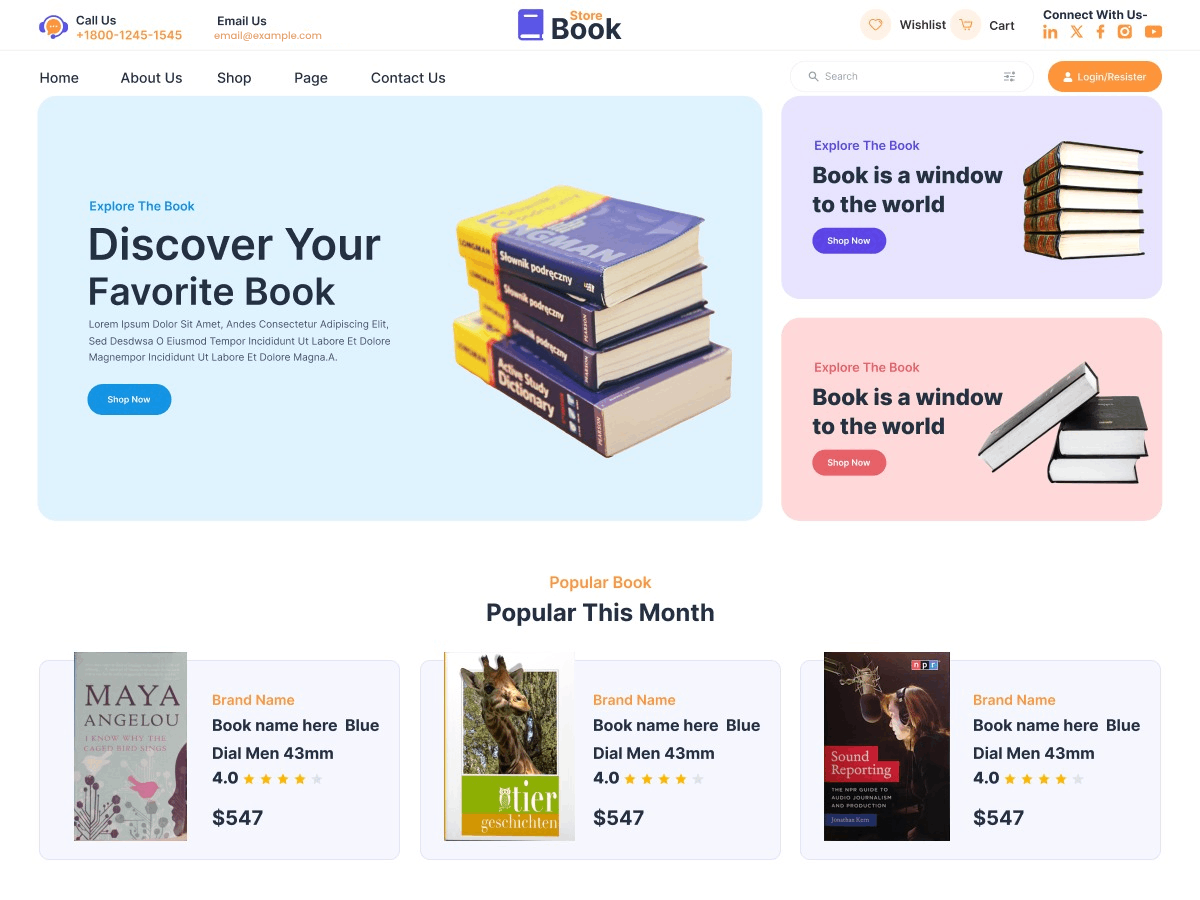 Call Us
+1800-1245-1545
Email Us
email@example.com
Store
Book
Wishlist
Cart
Connect With Us-
Home
About Us
Shop
Page
Contact Us
Search
Login/Resister
Explore The Book
Discover Your
Favorite Book
Lorem Ipsum Dolor Sit Amet, Andes Consectetur Adipiscing Elit,
Sed Desdwsa O Eiusmod Tempor Incididunt Ut Labore Et Dolore
Magnempor Incididunt Ut Labore Et Dolore Magna.A.
Shop Now
LONGMAN
LONGMAN
Słownik podręczny
LONGMAN
Słownik podręczny
PEARSON
LONGMAN
Active Study
Dictionary
PEARSON
Explore The Book
Book is a window
to the world
Shop Now
Explore The Book
Book is a window
to the world
Shop Now
Popular Book
Popular This Month
MAYA
ANGELOU
I KNOW WHY THE
CAGED BIRD SINGS
Brand Name
Book name here Blue
Dial Men 43mm
4.0
$547
tier
geschichten
Brand Name
Book name here Blue
Dial Men 43mm
4.0
$547
npr
Sound
Reporting
THE NPR GUIDE TO
AUDIO JOURNALISM
AND PRODUCTION
Jonathan Kern
Brand Name
Book name here Blue
Dial Men 43mm
4.0
$547